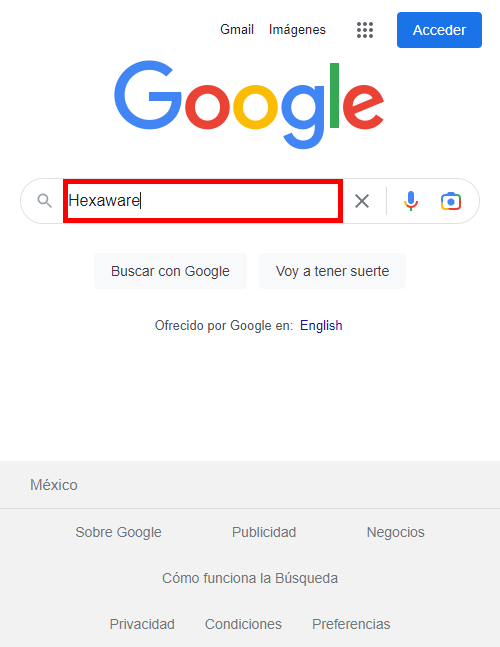 Gmail Imágenes Acceder
Google
Hexaware
Buscar con Google Voy a tener suerte
Ofrecido por Google en: English
México
Sobre Google Publicidad Negocios
Cómo funciona la Búsqueda
Privacidad Condiciones Preferencias